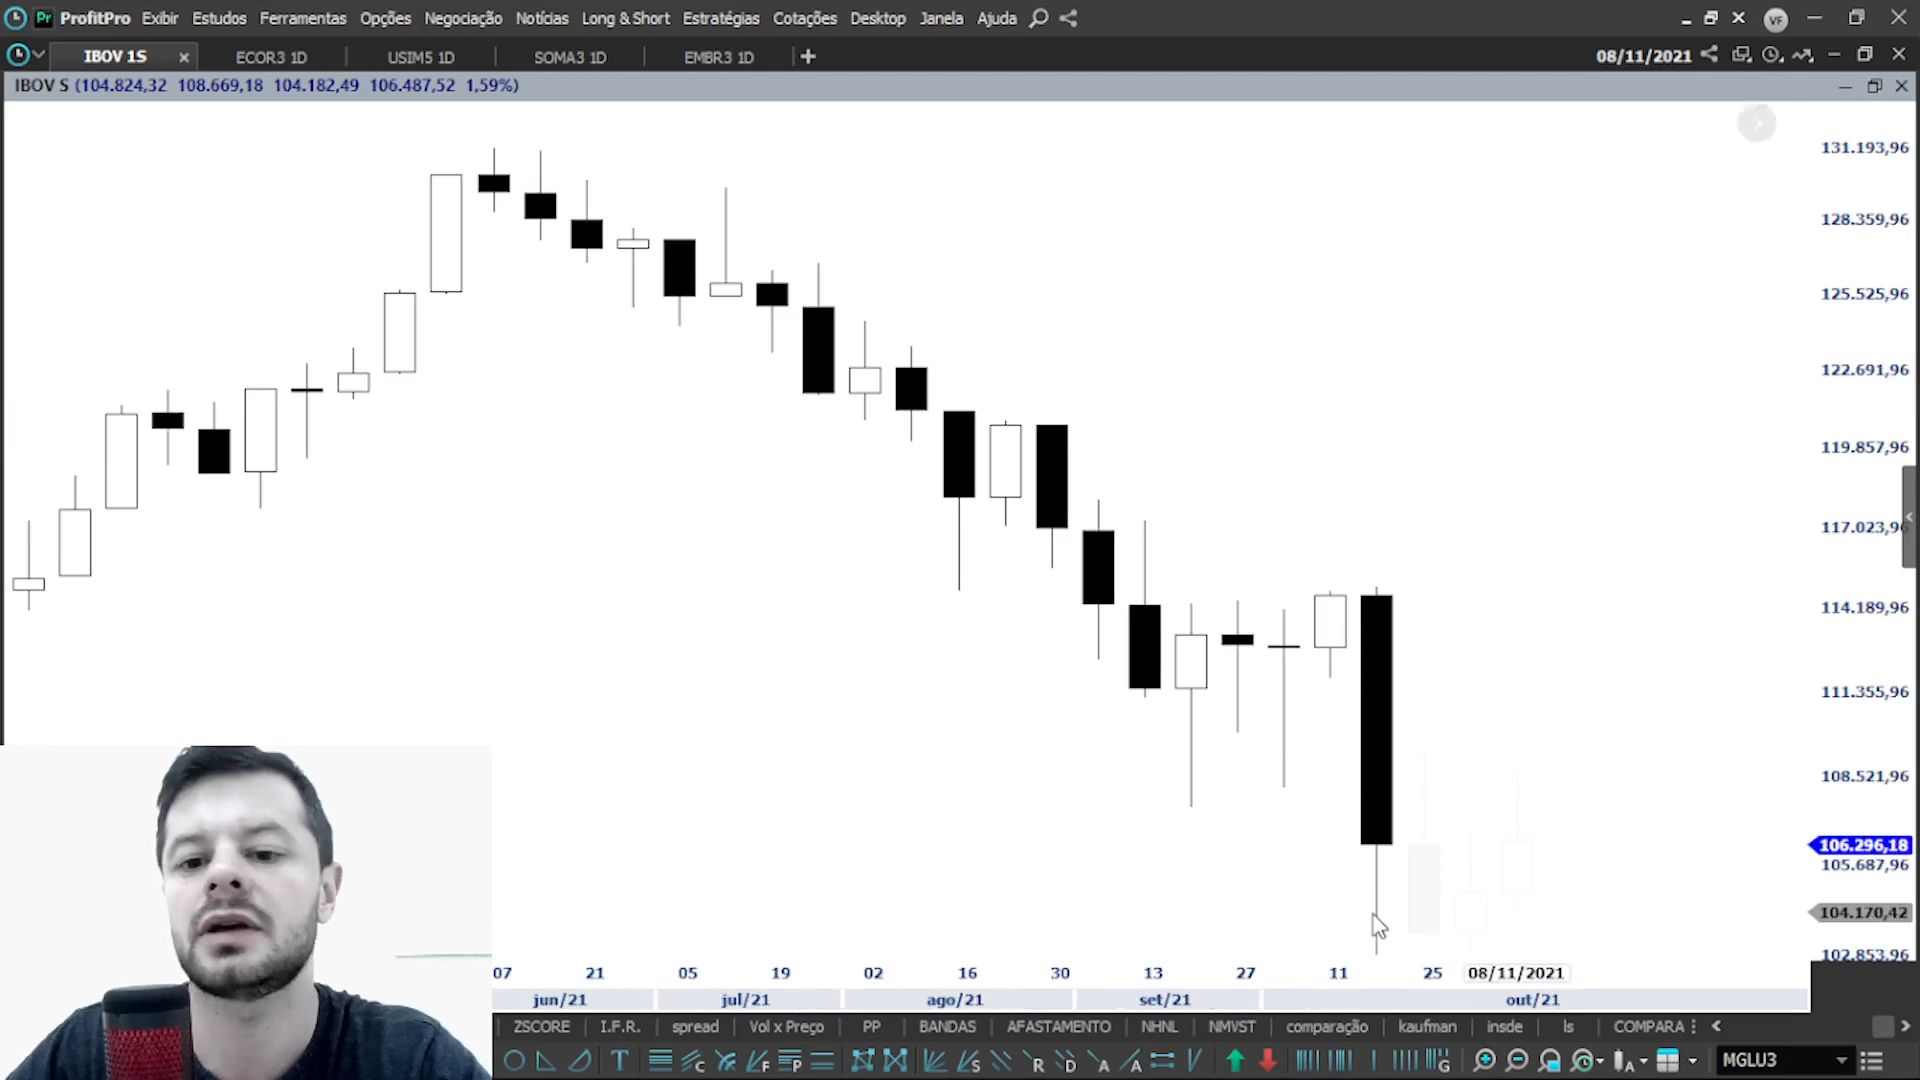 Pr ProfitPro Exibir Estudos Ferramentas Opções Negociação Notícias Long & Short Estratégias Cotações Desktop Janela Ajuda VF
IBOV 1S ECOR3 1D USIM5 1D SOMA3 1D EMBR3 1D 08/11/2021
IBOV S (104.824,32 108.669,18 104.182,49 106.487,52 1,59%)
131.193,96
128.359,96
125.525,96
122.691,96
119.857,96
117.023,96
114.189,96
111.355,96
108.521,96
106.296,18
105.687,96
104.170,42
102.853,96
07 21 05 19 02 16 30 13 27 11 25 08/11/2021
jun/21 jul/21 ago/21 set/21 out/21
ZSCORE I.F.R. spread Vol x Preço PP BANDAS AFASTAMENTO NHNL NMVST comparação kaufman insde ls COMPARA
T C F P S R D A A G A MGLU3